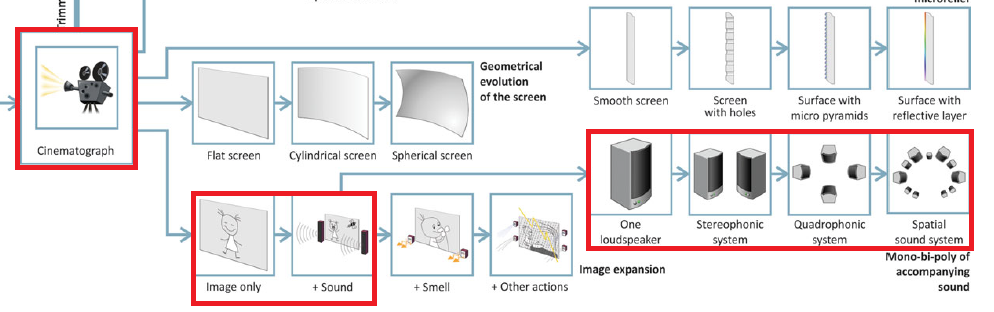 Trimm
microrelief
Cinematograph
Geometrical
evolution
of the screen
Flat screen
Cylindrical screen
Spherical screen
Smooth screen
Screen
with holes
Surface with
micro pyramids
Surface with
reflective layer
Image only
+ Sound
+ Smell
+ Other actions
Image expansion
One
loudspeaker
Stereophonic
system
Quadrophonic
system
Spatial
sound system
Mono-bi-poly of
accompanying
sound